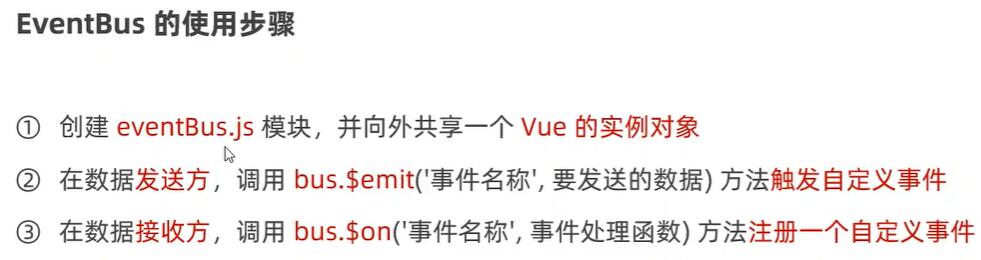 EventBus 的使用步骤
① 创建 eventBus.js 模块，并向外共享一个 Vue 的实例对象
② 在数据发送方，调用 bus.$emit('事件名称', 要发送的数据) 方法触发自定义事件
③ 在数据接收方，调用 bus.$on('事件名称', 事件处理函数) 方法注册一个自定义事件